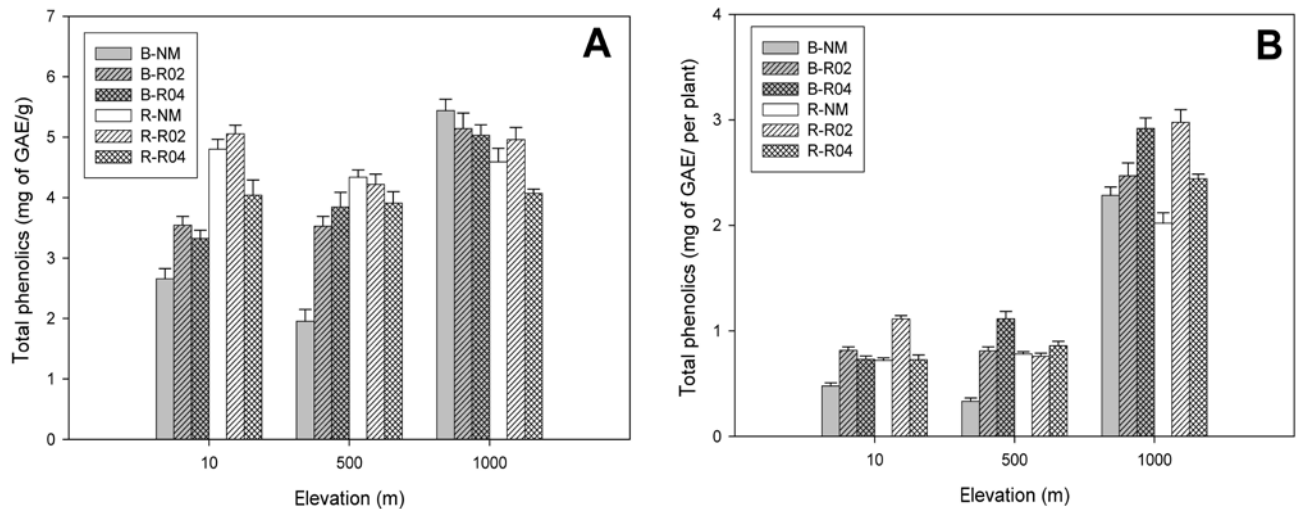 A
Total phenolics (mg of GAE/g)
8
7
6
5
4
3
2
1
0
B-NM
B-R02
B-R04
R-NM
R-R02
R-R04
10 500 1000
Elevation (m)
B
Total phenolics (mg of GAE/ per plant)
4
3
2
1
0
B-NM
B-R02
B-R04
R-NM
R-R02
R-R04
10 500 1000
Elevation (m)